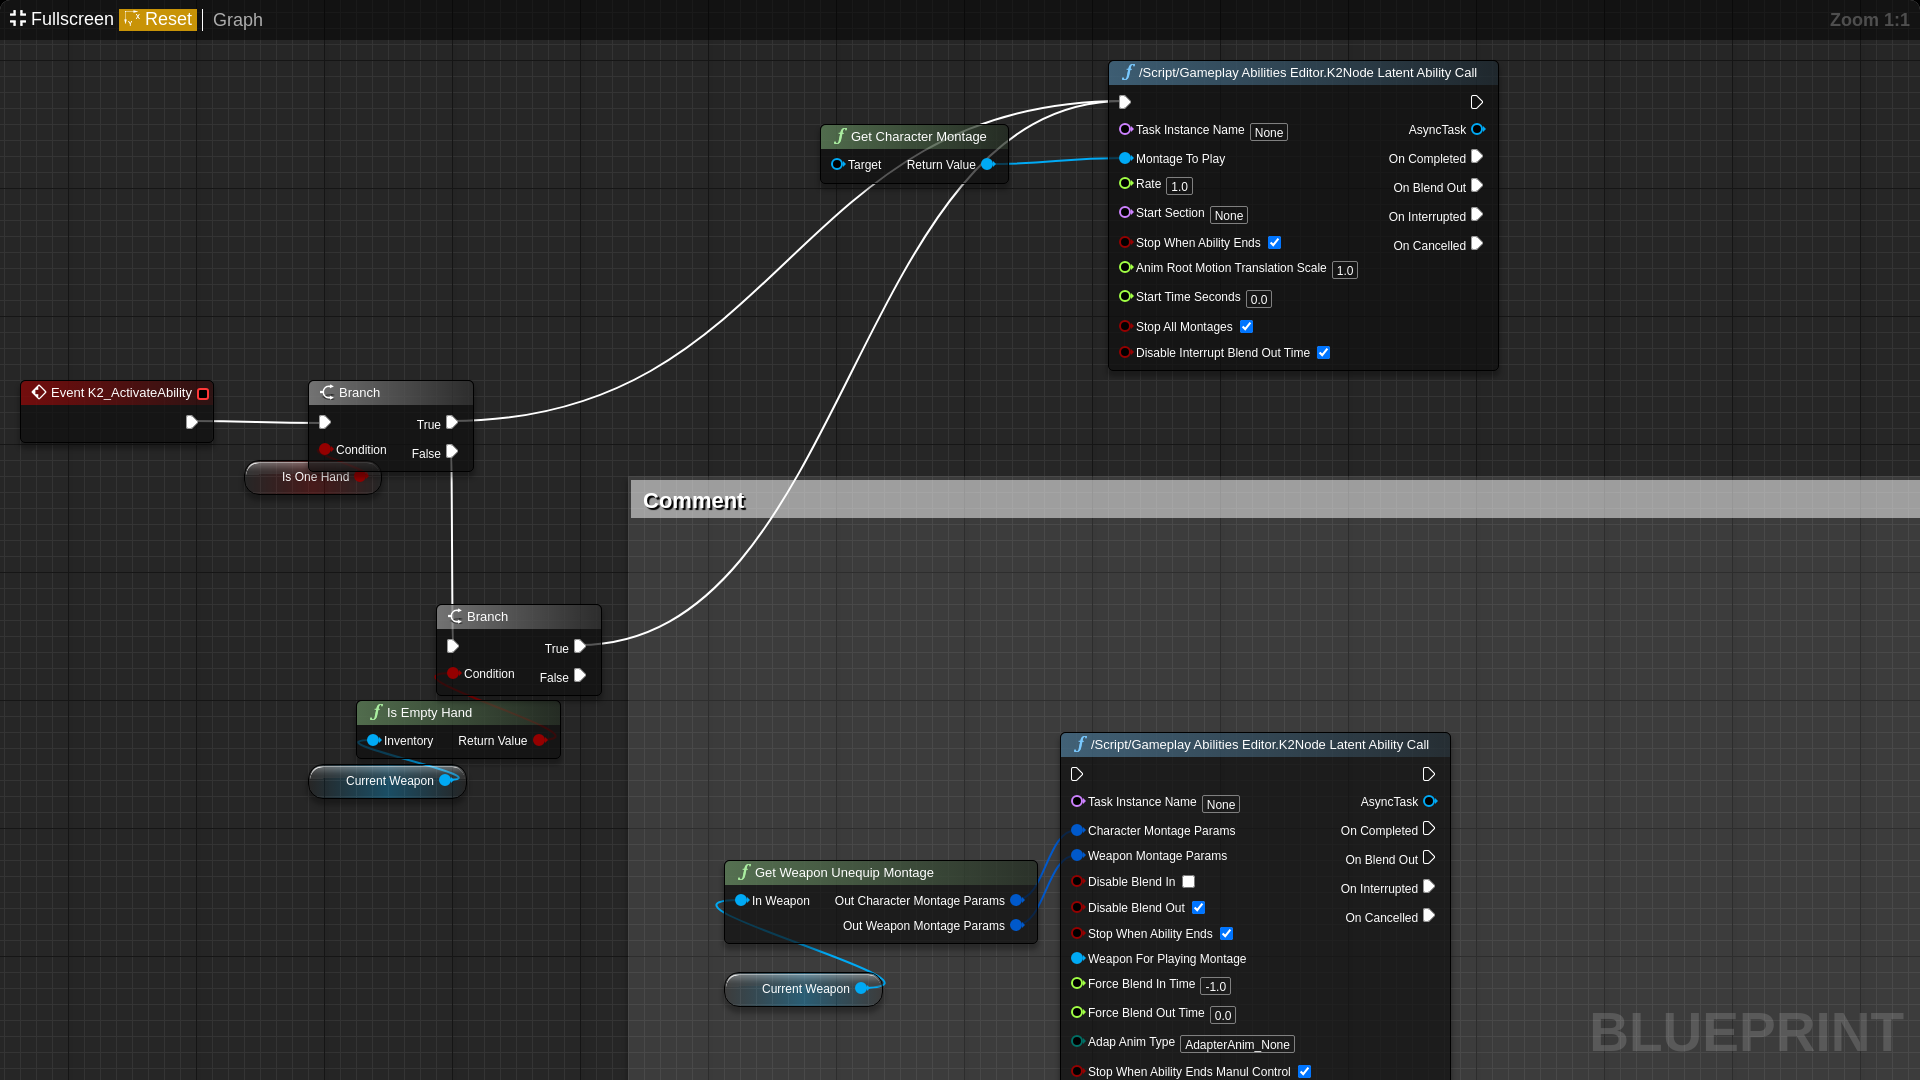 Fullscreen Reset Graph
Zoom 1:1
/Script/Gameplay Abilities Editor.K2Node Latent Ability Call
Task Instance Name None
AsyncTask
Montage To Play
On Completed
Rate 1.0
On Blend Out
Start Section None
On Interrupted
Stop When Ability Ends
On Cancelled
Anim Root Motion Translation Scale 1.0
Start Time Seconds 0.0
Stop All Montages
Disable Interrupt Blend Out Time
Get Character Montage
Target Return Value
Event K2_ActivateAbility
Branch
True
Condition
False
Is One Hand
Comment
Branch
True
Condition
False
Is Empty Hand
Inventory Return Value
Current Weapon
/Script/Gameplay Abilities Editor.K2Node Latent Ability Call
Task Instance Name None
AsyncTask
Character Montage Params
On Completed
Weapon Montage Params
On Blend Out
Disable Blend In
On Interrupted
Disable Blend Out
On Cancelled
Stop When Ability Ends
Weapon For Playing Montage
Force Blend In Time -1.0
Force Blend Out Time 0.0
Adap Anim Type AdapterAnim_None
Stop When Ability Ends Manul Control
Get Weapon Unequip Montage
In Weapon Out Character Montage Params
Out Weapon Montage Params
Current Weapon
BLUEPRINT